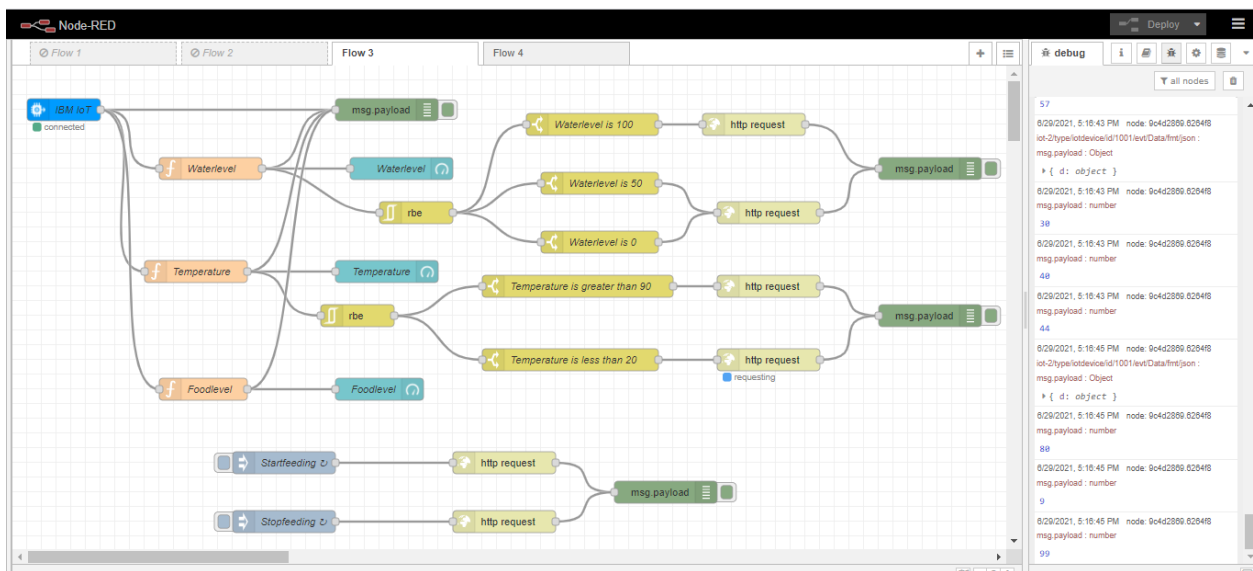 Node-RED
Deploy
Flow 1
Flow 2
Flow 3
Flow 4
debug
i
all nodes
IBM IoT
connected
msg.payload
Waterlevel
Waterlevel
rbe
Waterlevel is 100
http request
Waterlevel is 50
http request
Waterlevel is 0
msg.payload
Temperature
Temperature
rbe
Temperature is greater than 90
http request
Temperature is less than 20
http request
requesting
msg.payload
Foodlevel
Foodlevel
Startfeeding ↻
http request
Stopfeeding ↻
http request
msg.payload
57
6/29/2021, 5:16:43 PM node: 9c4d2869.6264f8
iot-2/type/iotdevice/id/1001/evt/Data/fmt/json :
msg.payload : Object
{ d: object }
6/29/2021, 5:16:43 PM node: 9c4d2869.6264f8
msg.payload : number
30
6/29/2021, 5:16:43 PM node: 9c4d2869.6264f8
msg.payload : number
40
6/29/2021, 5:16:43 PM node: 9c4d2869.6264f8
msg.payload : number
44
6/29/2021, 5:16:45 PM node: 9c4d2869.6264f8
iot-2/type/iotdevice/id/1001/evt/Data/fmt/json :
msg.payload : Object
{ d: object }
6/29/2021, 5:16:45 PM node: 9c4d2869.6264f8
msg.payload : number
80
6/29/2021, 5:16:45 PM node: 9c4d2869.6264f8
msg.payload : number
9
6/29/2021, 5:16:45 PM node: 9c4d2869.6264f8
msg.payload : number
99